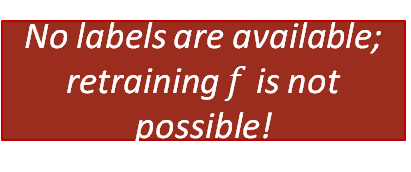 No labels are available;
retraining f is not
possible!